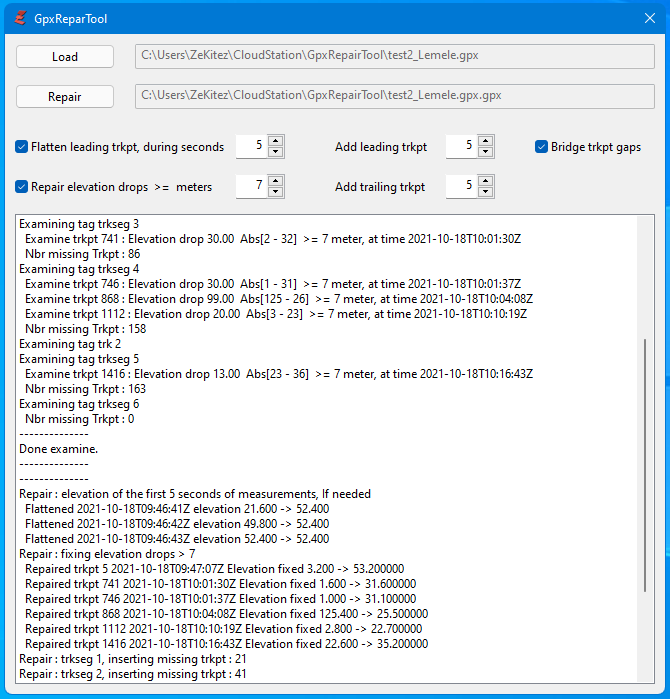 GpxReparTool
Load C:\Users\ZeKitez\CloudStation\GpxRepairTool\test2_Lemele.gpx
Repair C:\Users\ZeKitez\CloudStation\GpxRepairTool\test2_Lemele.gpx.gpx
Flatten leading trkpt, during seconds 5 Add leading trkpt 5 Bridge trkpt gaps
Repair elevation drops >= meters 7 Add trailing trkpt 5
Examining tag trkseg 3
Examine trkpt 741 : Elevation drop 30.00 Abs[2 - 32] >= 7 meter, at time 2021-10-18T10:01:30Z
Nbr missing Trkpt : 86
Examining tag trkseg 4
Examine trkpt 746 : Elevation drop 30.00 Abs[1 - 31] >= 7 meter, at time 2021-10-18T10:01:37Z
Examine trkpt 868 : Elevation drop 99.00 Abs[125 - 26] >= 7 meter, at time 2021-10-18T10:04:08Z
Examine trkpt 1112 : Elevation drop 20.00 Abs[3 - 23] >= 7 meter, at time 2021-10-18T10:10:19Z
Nbr missing Trkpt : 158
Examining tag trk 2
Examining tag trkseg 5
Examine trkpt 1416 : Elevation drop 13.00 Abs[23 - 36] >= 7 meter, at time 2021-10-18T10:16:43Z
Nbr missing Trkpt : 163
Examining tag trkseg 6
Nbr missing Trkpt : 0
--------------
Done examine.
--------------
--------------
Repair : elevation of the first 5 seconds of measurements, If needed
Flattened 2021-10-18T09:46:41Z elevation 21.600 -> 52.400
Flattened 2021-10-18T09:46:42Z elevation 49.800 -> 52.400
Flattened 2021-10-18T09:46:43Z elevation 52.400 -> 52.400
Repair : fixing elevation drops > 7
Repaired trkpt 5 2021-10-18T09:47:07Z Elevation fixed 3.200 -> 53.200000
Repaired trkpt 741 2021-10-18T10:01:30Z Elevation fixed 1.600 -> 31.600000
Repaired trkpt 746 2021-10-18T10:01:37Z Elevation fixed 1.000 -> 31.100000
Repaired trkpt 868 2021-10-18T10:04:08Z Elevation fixed 125.400 -> 25.500000
Repaired trkpt 1112 2021-10-18T10:10:19Z Elevation fixed 2.800 -> 22.700000
Repaired trkpt 1416 2021-10-18T10:16:43Z Elevation fixed 22.600 -> 35.200000
Repair : trkseg 1, inserting missing trkpt : 21
Repair : trkseg 2, inserting missing trkpt : 41